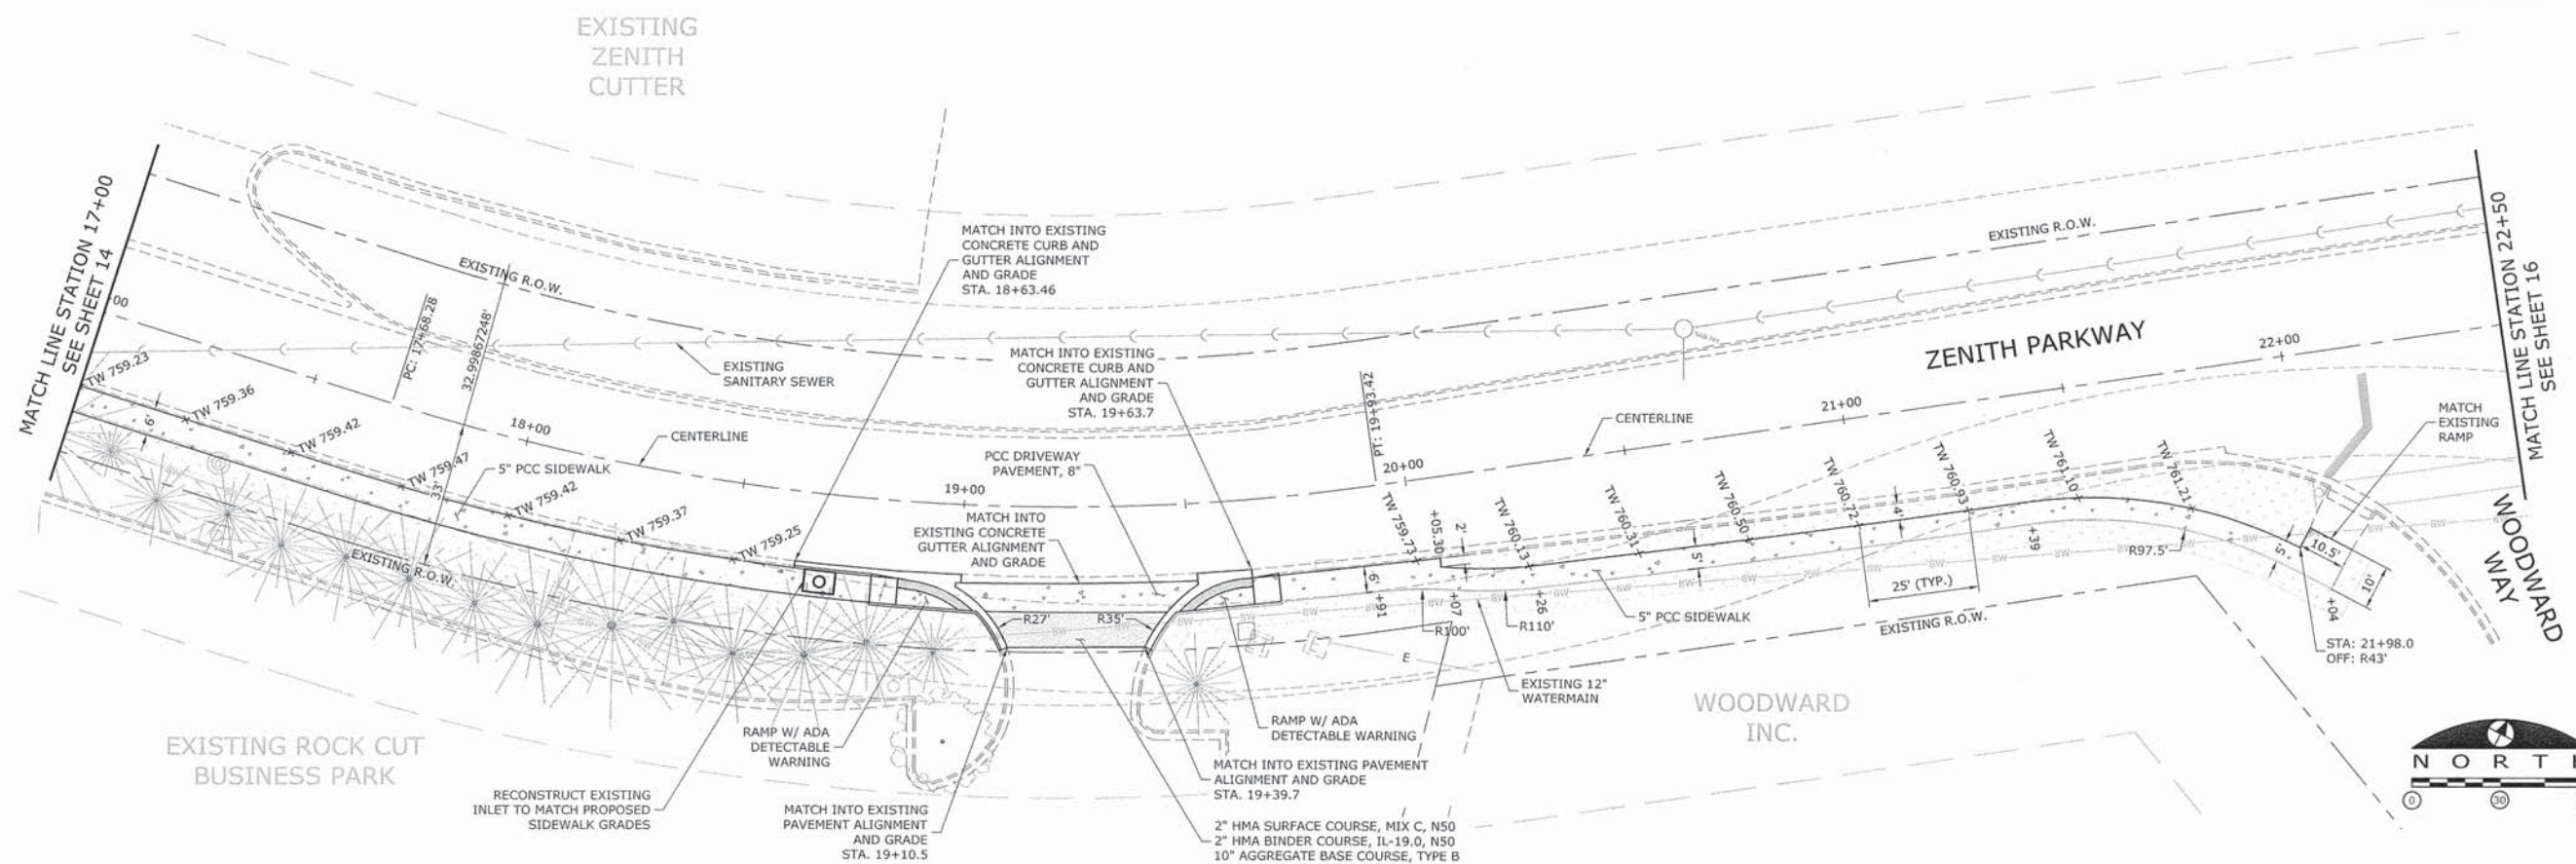 EXISTING
ZENITH
CUTTER
MATCH LINE STATION 17+00
SEE SHEET 14
00
TW 759.23
TW 759.36
TW 759.42
TW 759.47
TW 759.42
TW 759.37
TW 759.25
6'
33'
5" PCC SIDEWALK
EXISTING R.O.W.
PC: 17+68.28
32.99867248'
EXISTING R.O.W.
18+00
CENTERLINE
EXISTING
SANITARY SEWER
MATCH INTO EXISTING
CONCRETE CURB AND
GUTTER ALIGNMENT
AND GRADE
STA. 18+63.46
MATCH INTO EXISTING
CONCRETE CURB AND
GUTTER ALIGNMENT
AND GRADE
STA. 19+63.7
PCC DRIVEWAY
PAVEMENT, 8"
19+00
MATCH INTO
EXISTING CONCRETE
GUTTER ALIGNMENT
AND GRADE
R27'
R35'
PT: 19+93.42
20+00
CENTERLINE
21+00
22+00
ZENITH PARKWAY
EXISTING R.O.W.
MATCH LINE STATION 22+50
SEE SHEET 16
TW 759.73
+05.30
2'
TW 760.13
TW 760.31
TW 760.50
TW 760.72
TW 760.93
TW 761.10
TW 761.21
4'
5'
6'
+91
+07
+26
+39
R100'
R110'
R97.5'
5" PCC SIDEWALK
25' (TYP.)
EXISTING R.O.W.
EXISTING 12"
WATERMAIN
MATCH
EXISTING
RAMP
5'
10.5'
10'
+04
STA: 21+98.0
OFF: R43'
WOODWARD
WAY
WOODWARD
INC.
E
SW
RAMP W/ ADA
DETECTABLE WARNING
RAMP W/ ADA
DETECTABLE
WARNING
MATCH INTO EXISTING PAVEMENT
ALIGNMENT AND GRADE
STA. 19+39.7
EXISTING ROCK CUT
BUSINESS PARK
RECONSTRUCT EXISTING
INLET TO MATCH PROPOSED
SIDEWALK GRADES
MATCH INTO EXISTING
PAVEMENT ALIGNMENT
AND GRADE
STA. 19+10.5
2" HMA SURFACE COURSE, MIX C, N50
2" HMA BINDER COURSE, IL-19.0, N50
10" AGGREGATE BASE COURSE, TYPE B
NORTH
0
30